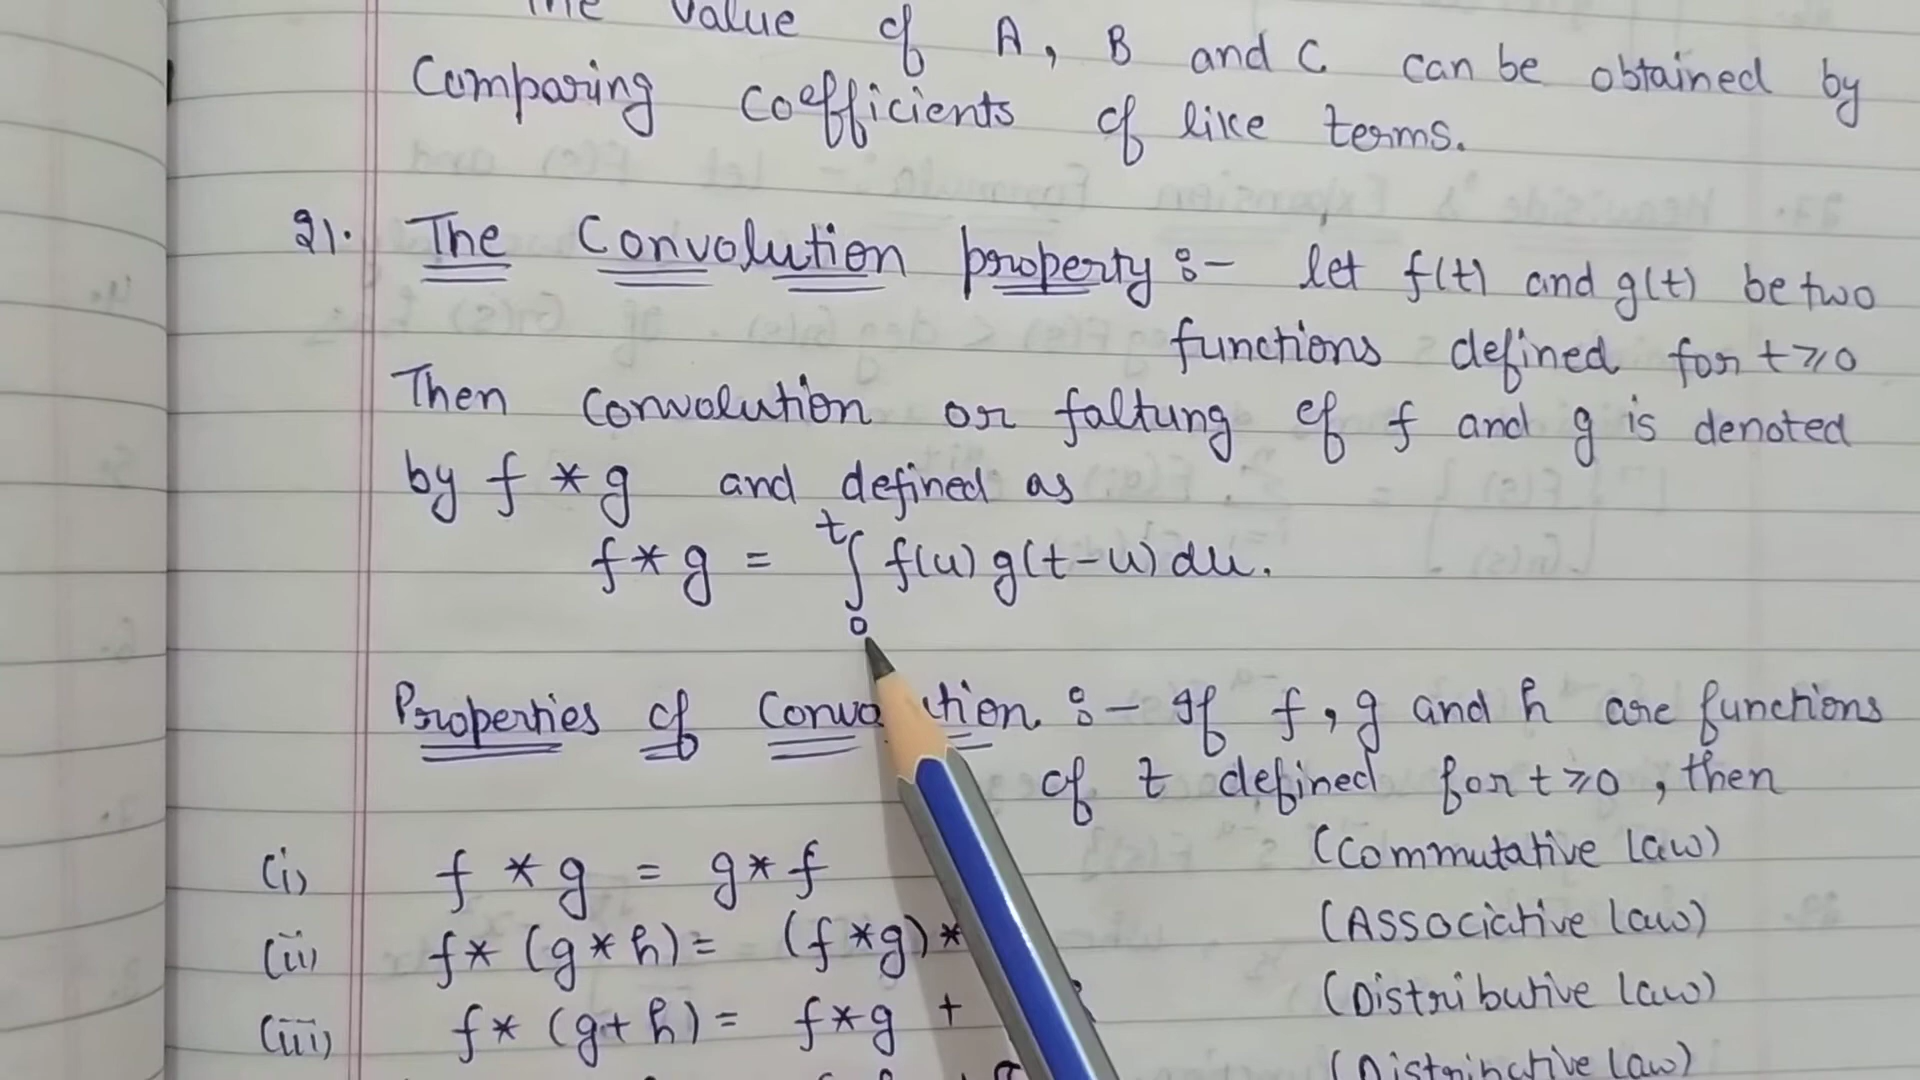 The value of A, B and C can be obtained by
Comparing coefficients of like terms.
21. The Convolution property :- let f(t) and g(t) be two
functions defined for t≥0
Then convolution or faltung of f and g is denoted
by f * g and defined as
f * g = ∫₀ᵗ f(u) g(t-u) du.
Properties of Convolution :- If f, g and h are functions
of t defined for t≥0, then
(i) f * g = g * f (Commutative law)
(ii) f * (g * h) = (f * g) * (Associative law)
(iii) f * (g + h) = f * g + (Distributive law)
(Distributive law)